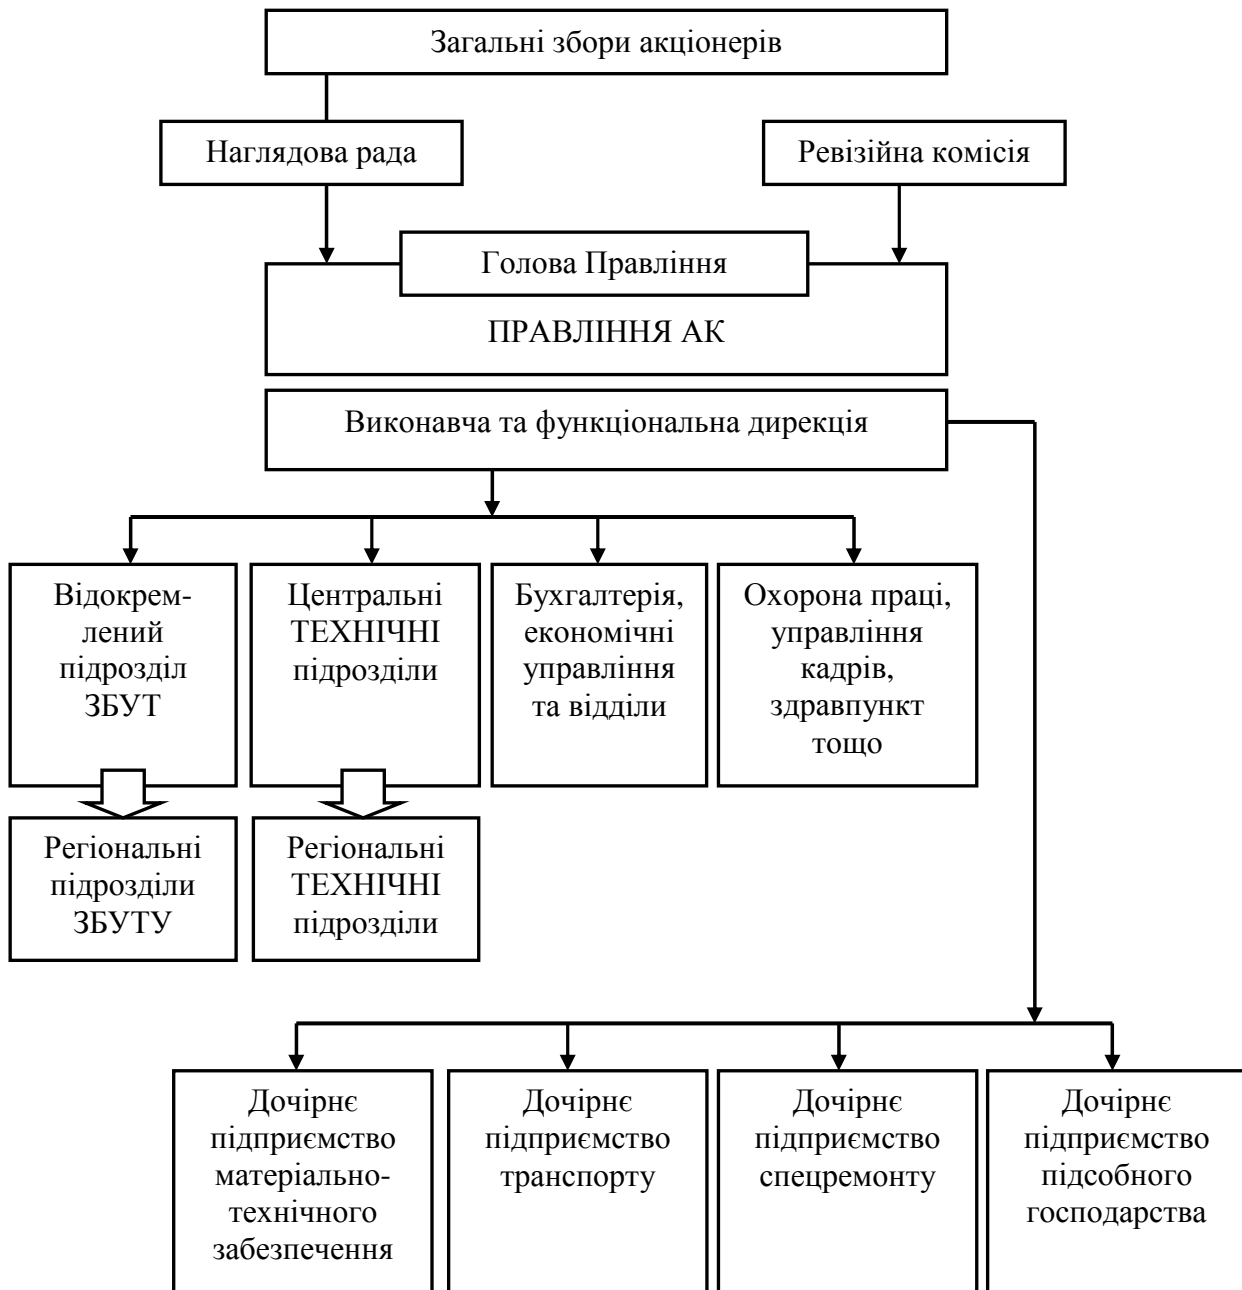 Загальні збори акціонерів
Наглядова рада
Ревізійна комісія
Голова Правління
ПРАВЛІННЯ АК
Виконавча та функціональна дирекція
Відокрем-
лений
підрозділ
ЗБУТ
Центральні
ТЕХНІЧНІ
підрозділи
Бухгалтерія,
економічні
управління
та відділи
Охорона праці,
управління
кадрів,
здравпункт
тощо
Регіональні
підрозділи
ЗБУТУ
Регіональні
ТЕХНІЧНІ
підрозділи
Дочірнє
підприємство
матеріально-
технічного
забезпечення
Дочірнє
підприємство
транспорту
Дочірнє
підприємство
спецремонту
Дочірнє
підприємство
підсобного
господарства